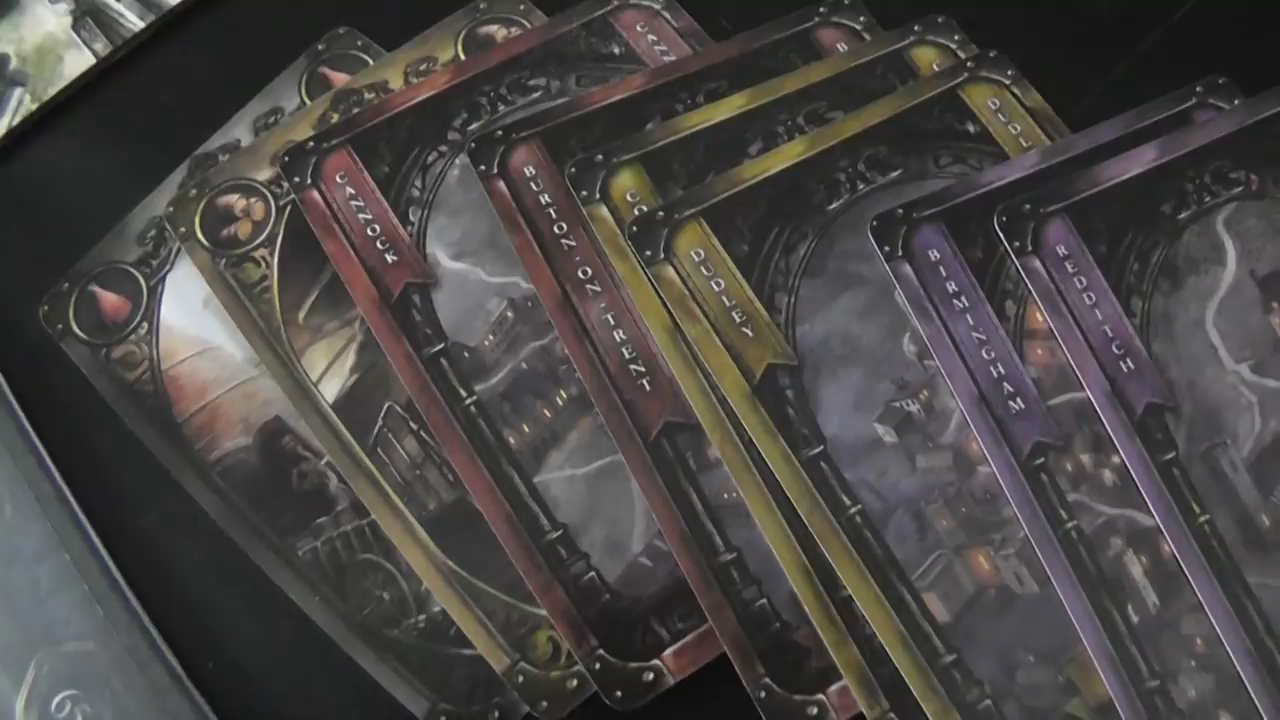 CANNOCK
BURTON·ON·TRENT
DUDLEY
BIRMINGHAM
REDDITCH